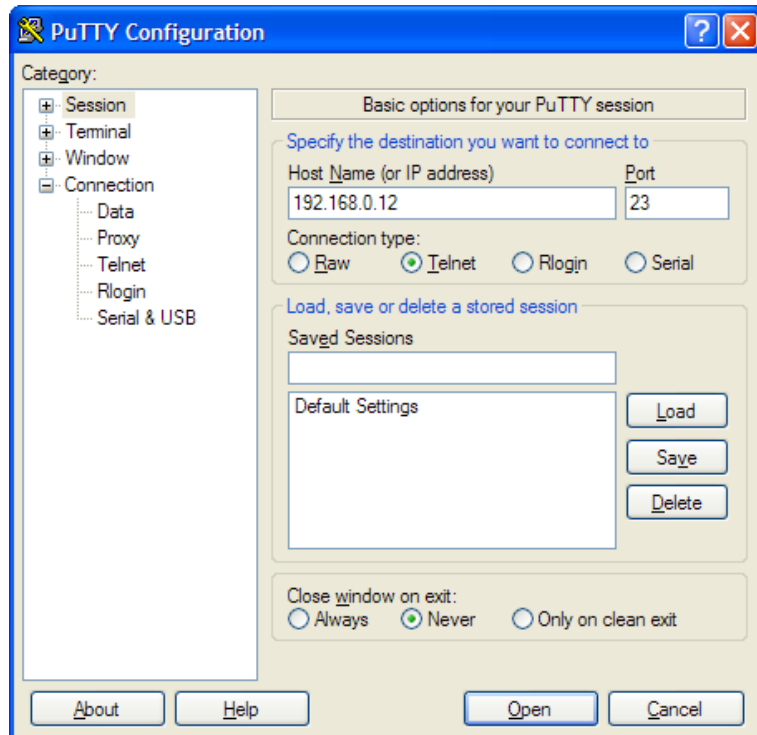 PuTTY Configuration
Category:
Session
Terminal
Window
Connection
Data
Proxy
Telnet
Rlogin
Serial & USB
Basic options for your PuTTY session
Specify the destination you want to connect to
Host Name (or IP address) Port
192.168.0.12 23
Connection type:
Raw Telnet Rlogin Serial
Load, save or delete a stored session
Saved Sessions
Default Settings
Load
Save
Delete
Close window on exit:
Always Never Only on clean exit
About Help Open Cancel